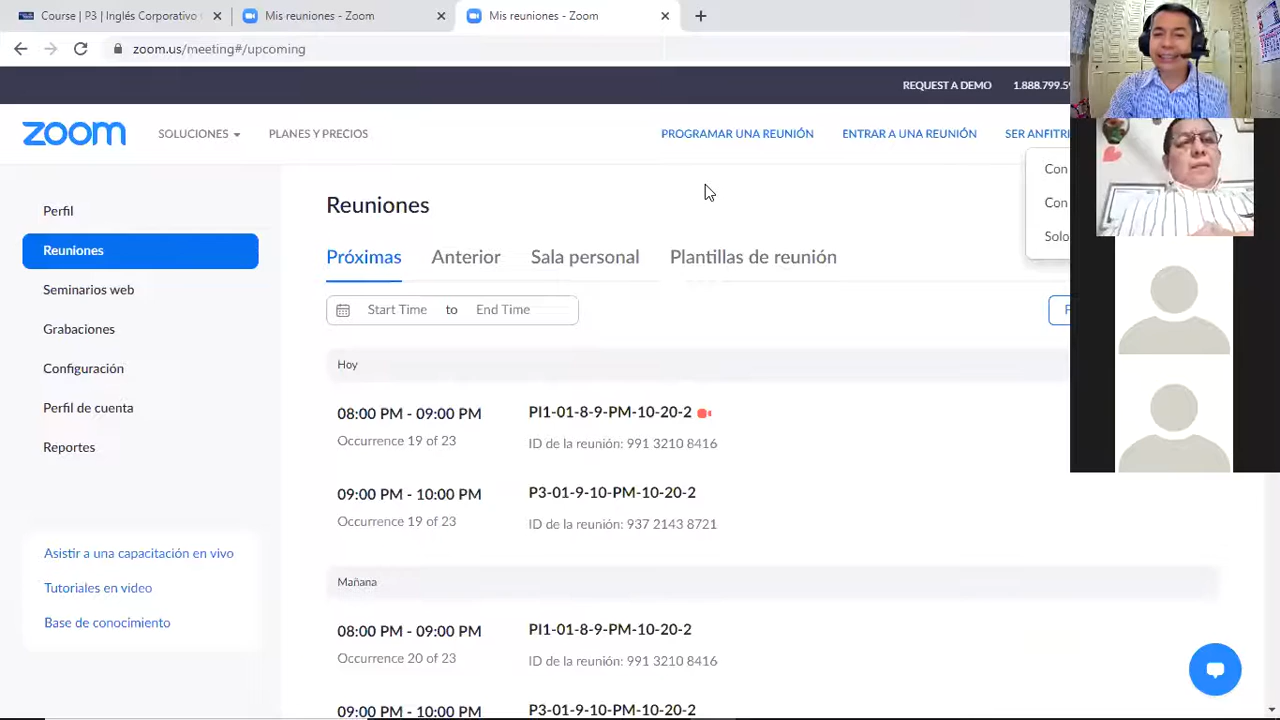 Course | P3 | Inglés Corporativo
Mis reuniones - Zoom
Mis reuniones - Zoom
zoom.us/meeting#/upcoming
REQUEST A DEMO
1.888.799.5
zoom
SOLUCIONES
PLANES Y PRECIOS
PROGRAMAR UNA REUNIÓN
ENTRAR A UNA REUNIÓN
SER ANFITRI
Con
Con
Solo
Perfil
Reuniones
Seminarios web
Grabaciones
Configuración
Perfil de cuenta
Reportes
Asistir a una capacitación en vivo
Tutoriales en video
Base de conocimiento
Reuniones
Próximas
Anterior
Sala personal
Plantillas de reunión
Start Time to End Time
Hoy
08:00 PM - 09:00 PM
PI1-01-8-9-PM-10-20-2
Occurrence 19 of 23
ID de la reunión: 991 3210 8416
09:00 PM - 10:00 PM
P3-01-9-10-PM-10-20-2
Occurrence 19 of 23
ID de la reunión: 937 2143 8721
Mañana
08:00 PM - 09:00 PM
PI1-01-8-9-PM-10-20-2
Occurrence 20 of 23
ID de la reunión: 991 3210 8416
09:00 PM - 10:00 PM
P3-01-9-10-PM-10-20-2